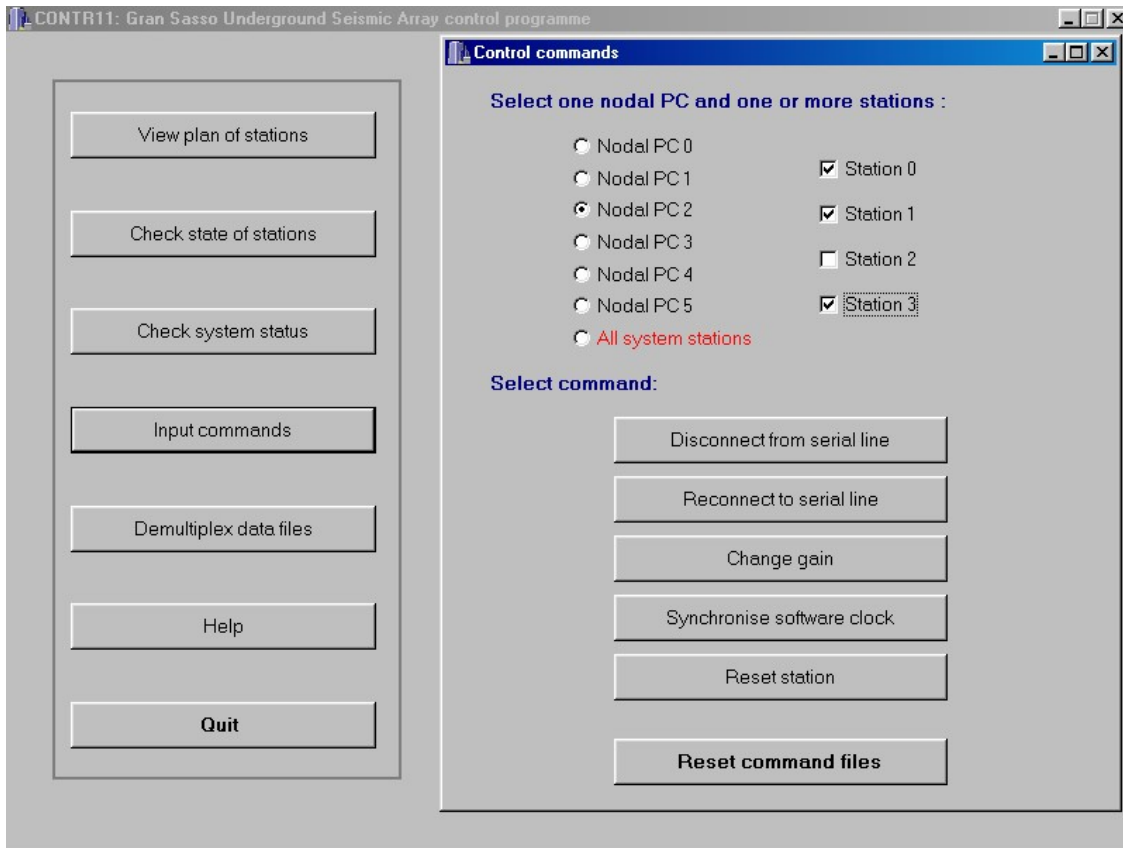 CONTR11: Gran Sasso Underground Seismic Array control programme
View plan of stations
Check state of stations
Check system status
Input commands
Demultiplex data files
Help
Quit
Control commands
Select one nodal PC and one or more stations :
Nodal PC 0
Nodal PC 1
Nodal PC 2
Nodal PC 3
Nodal PC 4
Nodal PC 5
All system stations
Station 0
Station 1
Station 2
Station 3
Select command:
Disconnect from serial line
Reconnect to serial line
Change gain
Synchronise software clock
Reset station
Reset command files